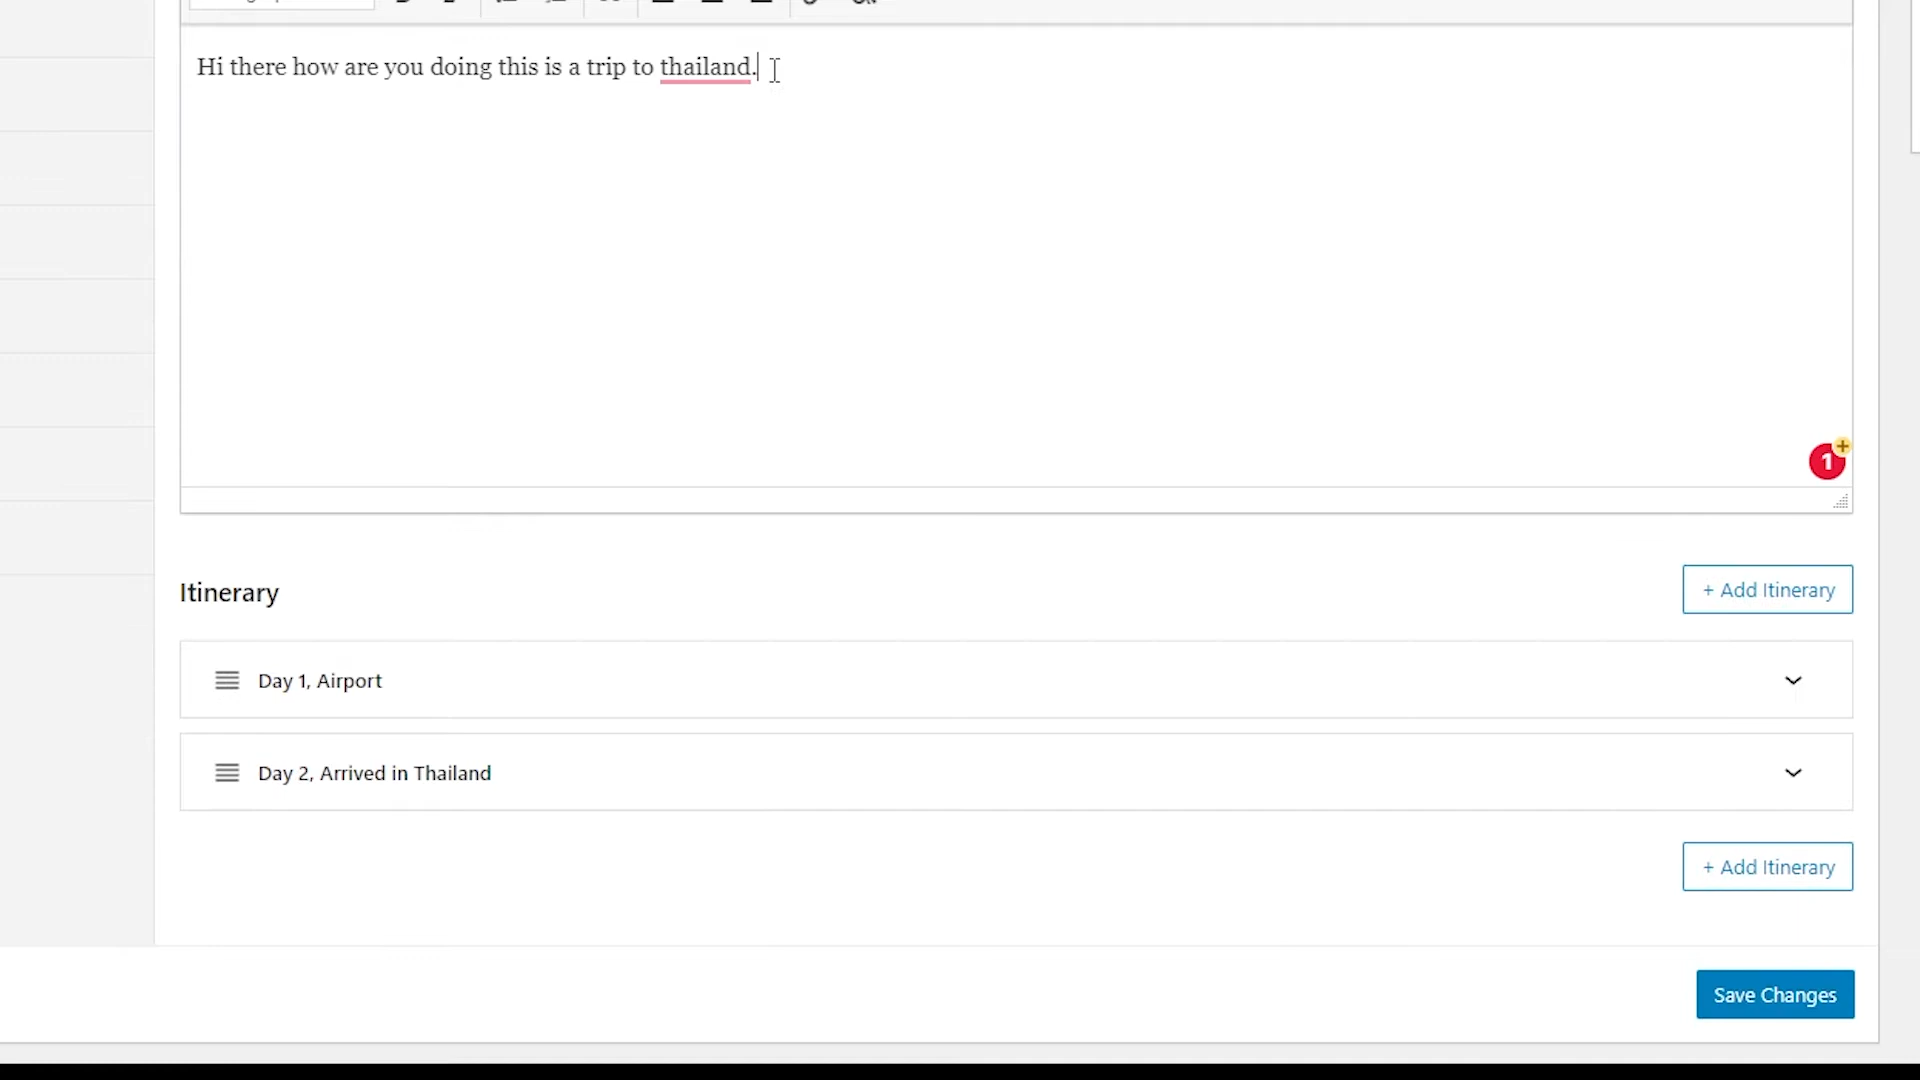 Hi there how are you doing this is a trip to thailand.
1
Itinerary
+ Add Itinerary
Day 1, Airport
Day 2, Arrived in Thailand
+ Add Itinerary
Save Changes